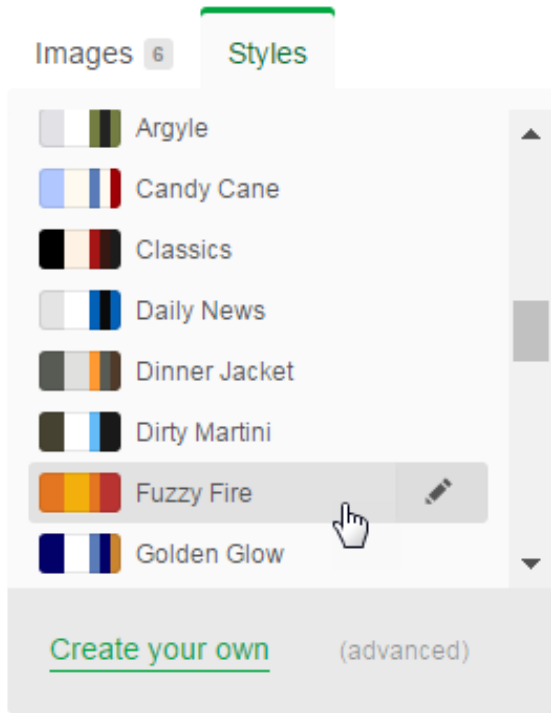 Images 6 Styles
Argyle
Candy Cane
Classics
Daily News
Dinner Jacket
Dirty Martini
Fuzzy Fire
Golden Glow
Create your own (advanced)